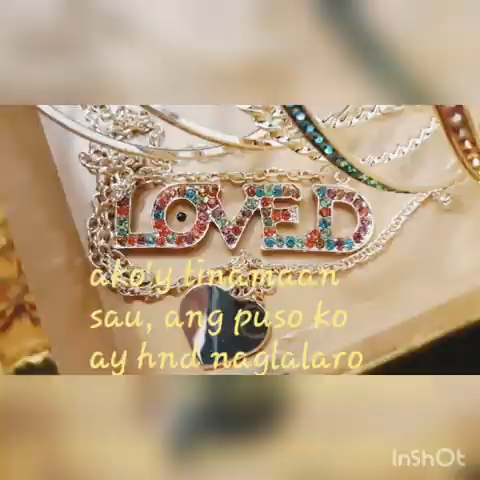 LOVED
ako'y tinamaan
sau, ang puso ko
ay hnd naglalaro
InShOt